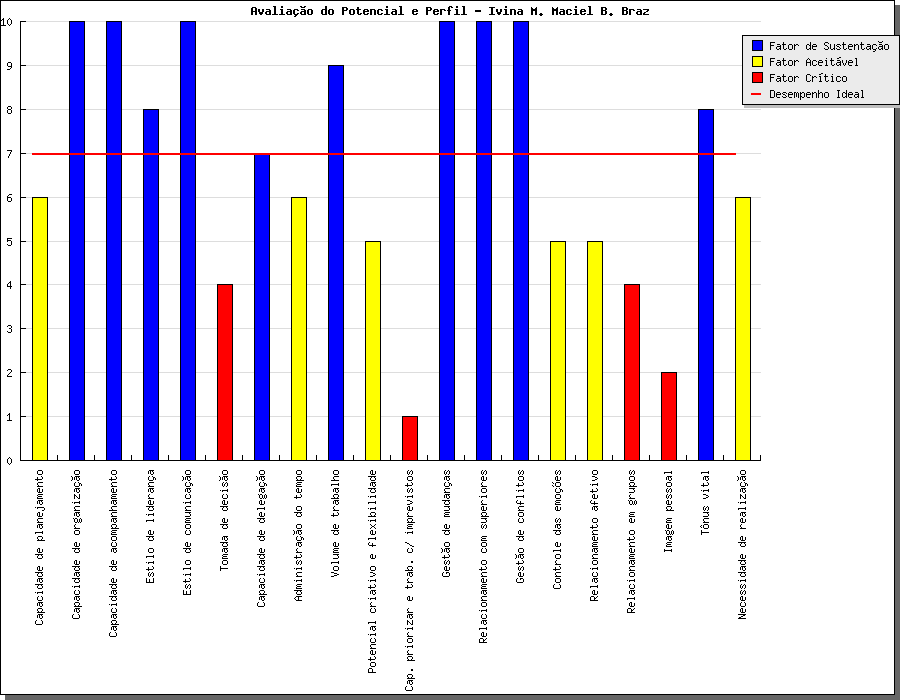 Avaliação do Potencial e Perfil - Ivina M. Maciel B. Braz
Fator de Sustentação
Fator Aceitável
Fator Crítico
Desempenho Ideal
10
9
8
7
6
5
4
3
2
1
0
Capacidade de planejamento
Capacidade de organização
Capacidade de acompanhamento
Estilo de liderança
Estilo de comunicação
Tomada de decisão
Capacidade de delegação
Administração do tempo
Volume de trabalho
Potencial criativo e flexibilidade
Cap. priorizar e trab. c/ imprevistos
Gestão de mudanças
Relacionamento com superiores
Gestão de conflitos
Controle das emoções
Relacionamento afetivo
Relacionamento em grupos
Imagem pessoal
Tônus vital
Necessidade de realização